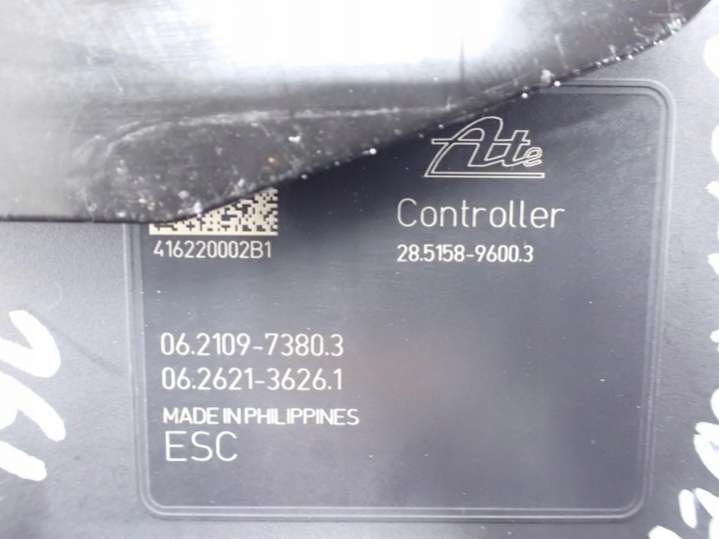 Ate
Controller
416220002B1
28.5158-9600.3
06.2109-7380.3
06.2621-3626.1
MADE IN PHILIPPINES
ESC